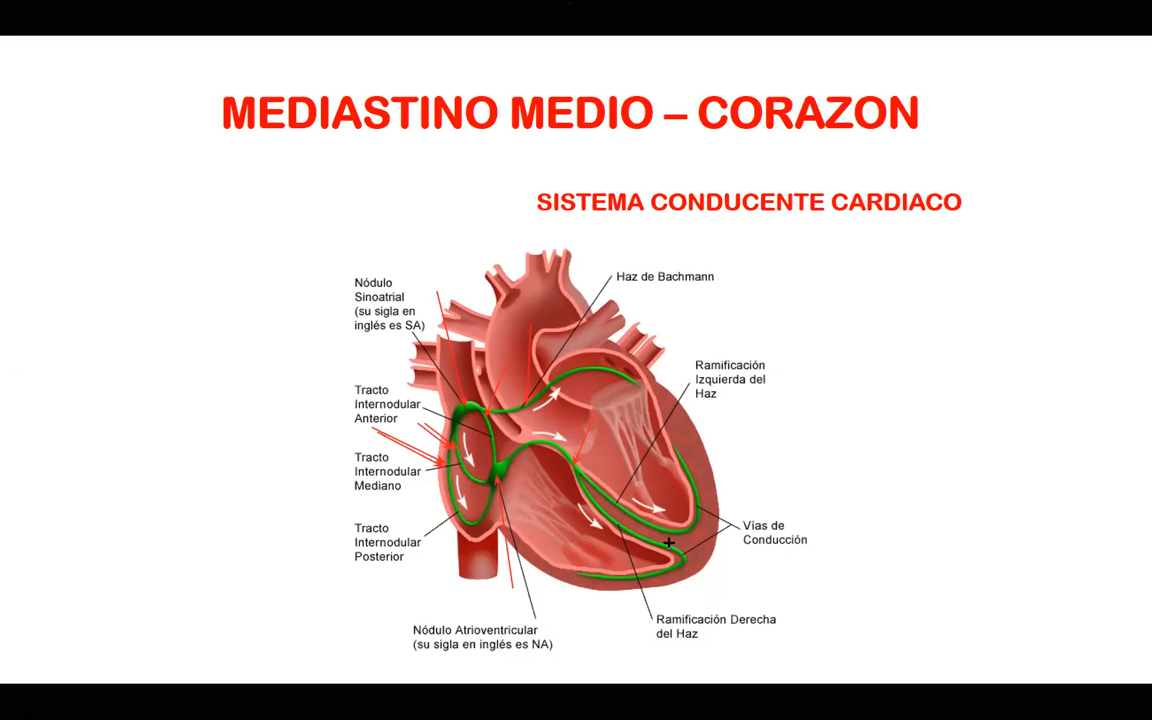 MEDIASTINO MEDIO – CORAZON
SISTEMA CONDUCENTE CARDIACO
Nódulo
Sinoatrial
(su sigla en
inglés es SA)
Haz de Bachmann
Ramificación
Izquierda del
Haz
Tracto
Internodular
Anterior
Tracto
Internodular
Mediano
Tracto
Internodular
Posterior
Vías de
Conducción
Nódulo Atrioventricular
(su sigla en inglés es NA)
Ramificación Derecha
del Haz